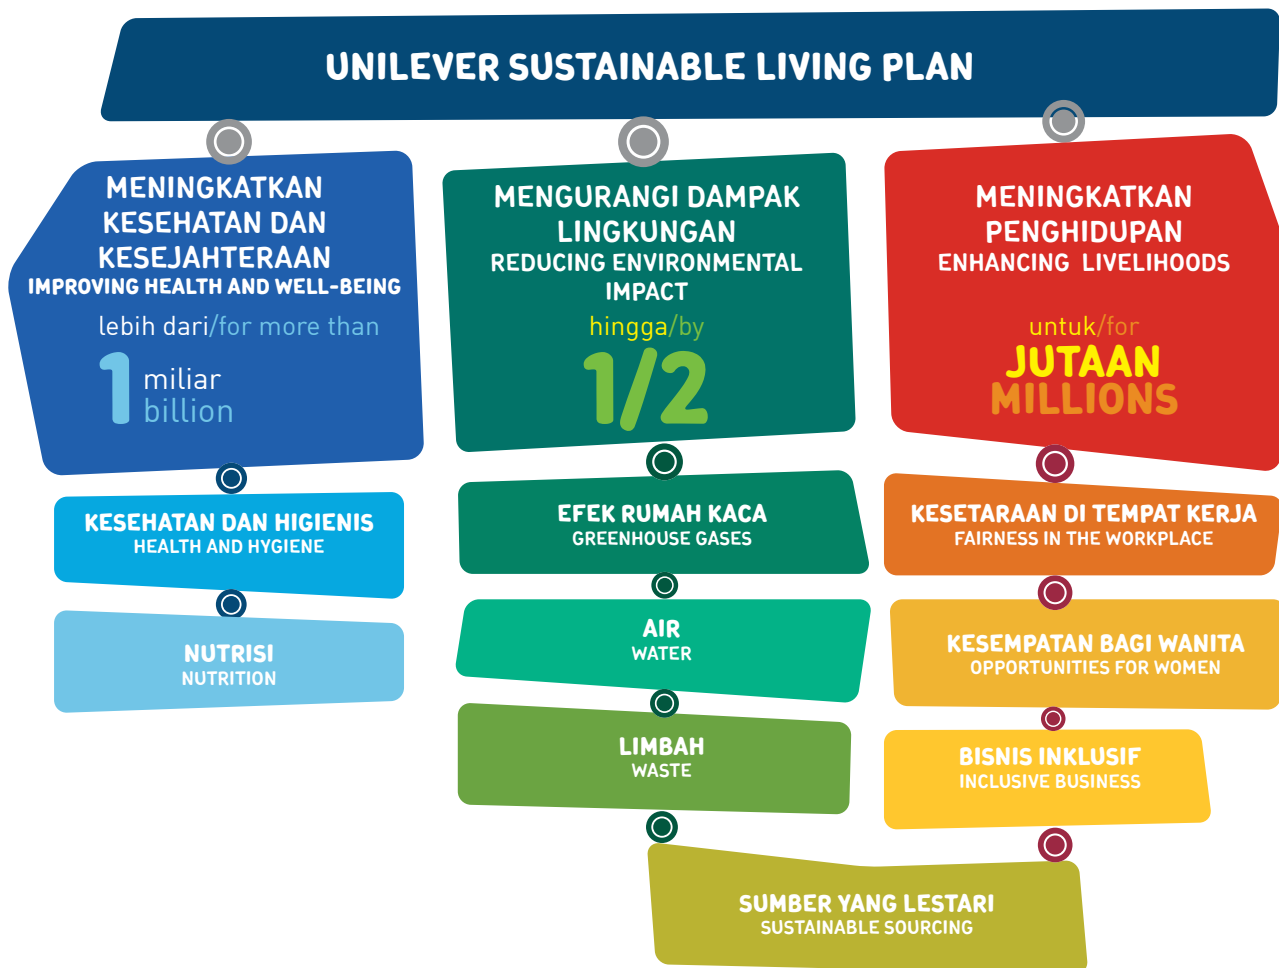 UNILEVER SUSTAINABLE LIVING PLAN
MENINGKATKAN
KESEHATAN DAN
KESEJAHTERAAN
IMPROVING HEALTH AND WELL-BEING
lebih dari/for more than
1 miliar
billion
KESEHATAN DAN HIGIENIS
HEALTH AND HYGIENE
NUTRISI
NUTRITION
MENGURANGI DAMPAK
LINGKUNGAN
REDUCING ENVIRONMENTAL
IMPACT
hingga/by
1/2
EFEK RUMAH KACA
GREENHOUSE GASES
AIR
WATER
LIMBAH
WASTE
MENINGKATKAN
PENGHIDUPAN
ENHANCING LIVELIHOODS
untuk/for
JUTAAN
MILLIONS
KESETARAAN DI TEMPAT KERJA
FAIRNESS IN THE WORKPLACE
KESEMPATAN BAGI WANITA
OPPORTUNITIES FOR WOMEN
BISNIS INKLUSIF
INCLUSIVE BUSINESS
SUMBER YANG LESTARI
SUSTAINABLE SOURCING